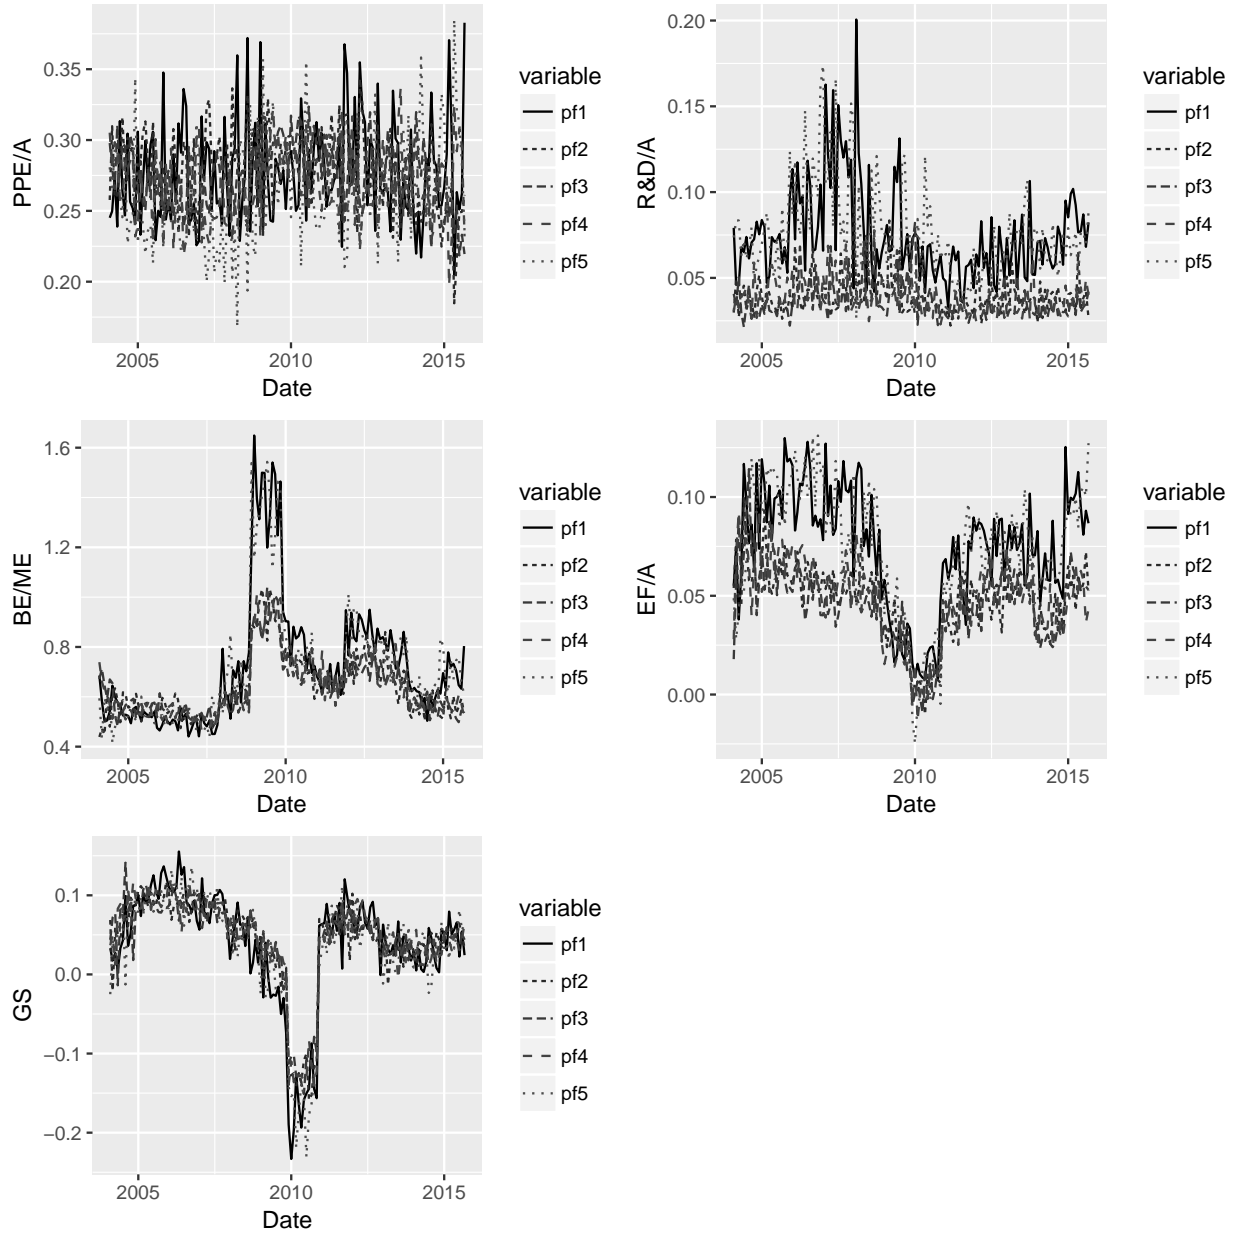 PPE/A
0.35
0.30
0.25
0.20
2005 2010 2015
Date
variable
pf1
pf2
pf3
pf4
pf5
R&D/A
0.20
0.15
0.10
0.05
2005 2010 2015
Date
variable
pf1
pf2
pf3
pf4
pf5
BE/ME
1.6
1.2
0.8
0.4
2005 2010 2015
Date
variable
pf1
pf2
pf3
pf4
pf5
EF/A
0.10
0.05
0.00
2005 2010 2015
Date
variable
pf1
pf2
pf3
pf4
pf5
GS
0.1
0.0
−0.1
−0.2
2005 2010 2015
Date
variable
pf1
pf2
pf3
pf4
pf5